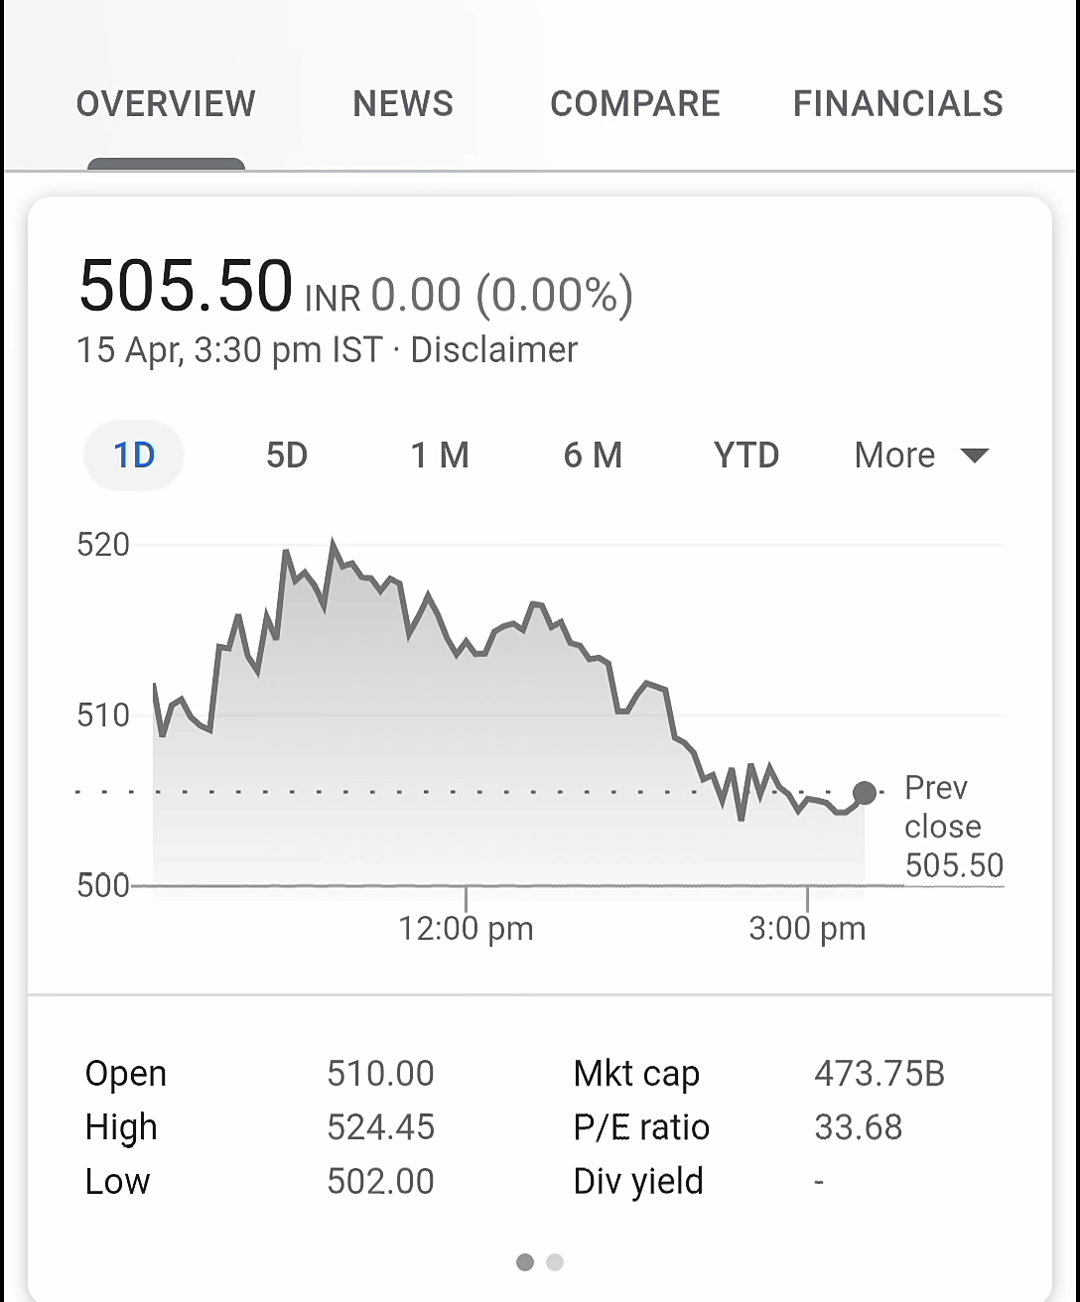 OVERVIEW NEWS COMPARE FINANCIALS
505.50 INR 0.00 (0.00%)
15 Apr, 3:30 pm IST · Disclaimer
1D 5D 1 M 6 M YTD More
520
510
Prev
close
505.50
500
12:00 pm 3:00 pm
Open 510.00 Mkt cap 473.75B
High 524.45 P/E ratio 33.68
Low 502.00 Div yield -